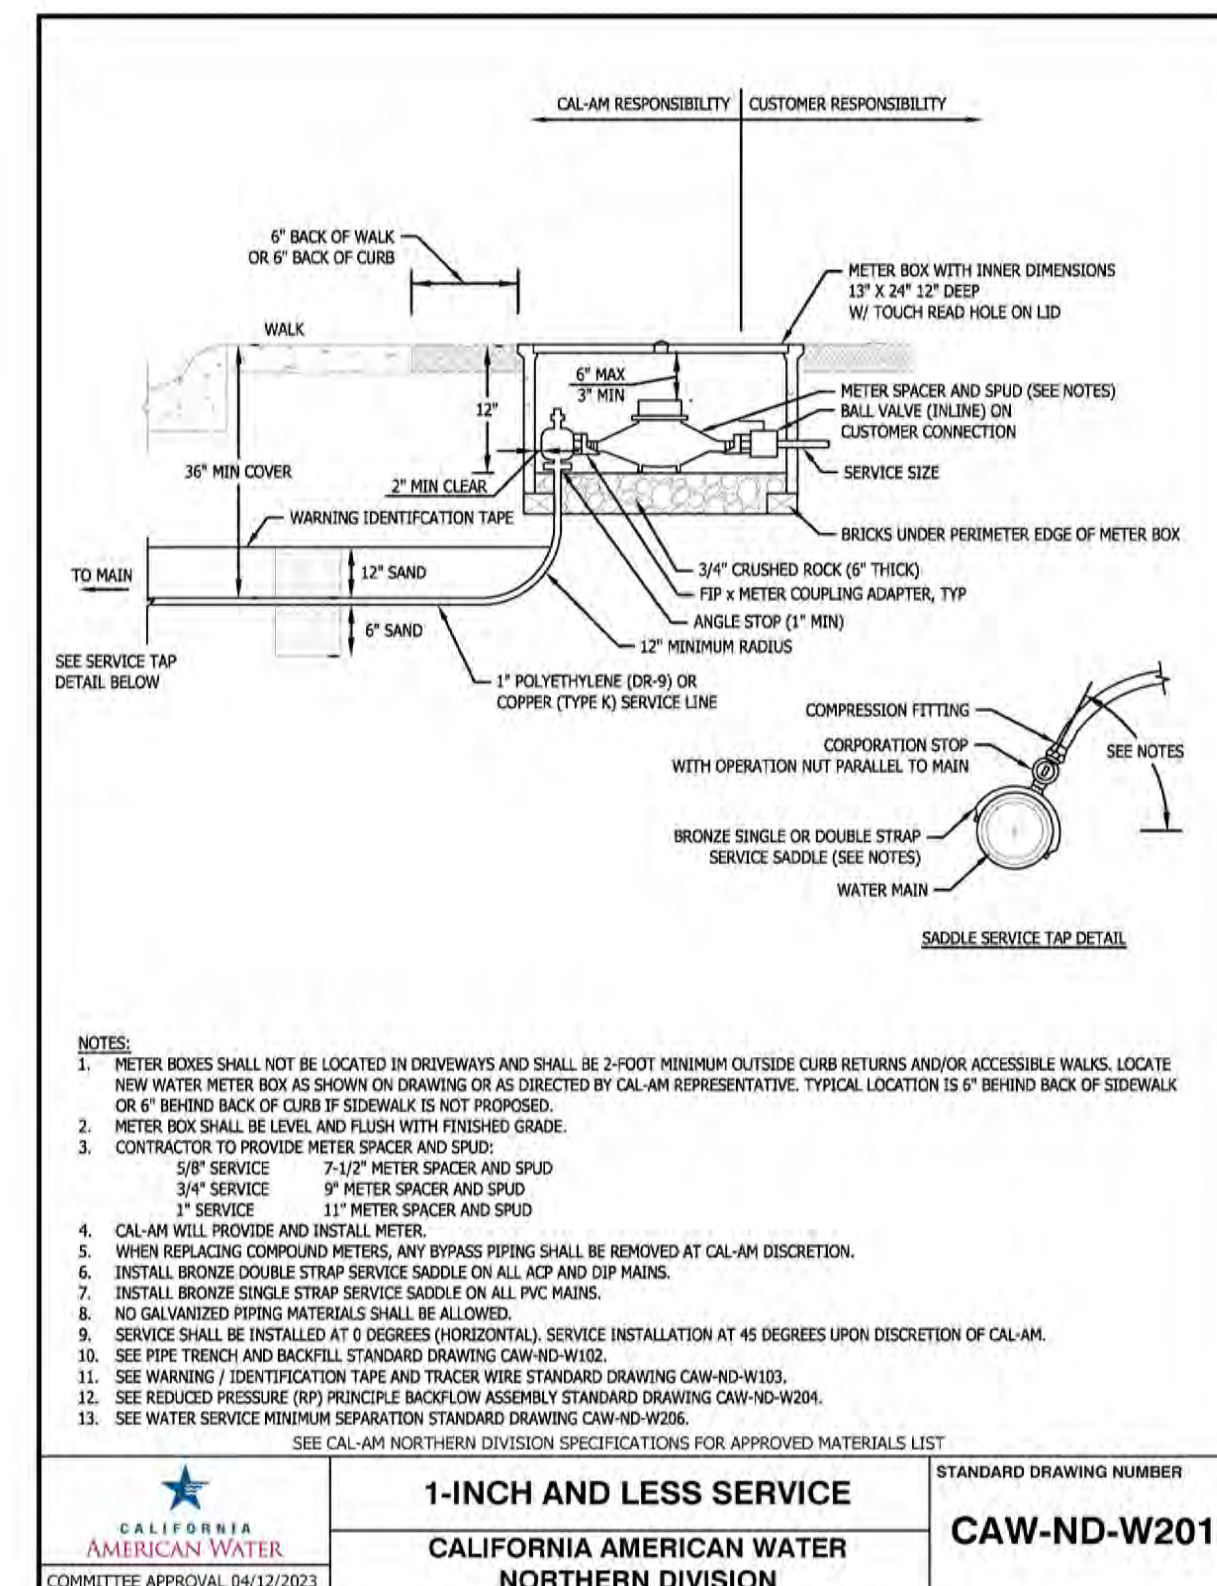 CAL-AM RESPONSIBILITY
CUSTOMER RESPONSIBILITY
6" BACK OF WALK
OR 6" BACK OF CURB
METER BOX WITH INNER DIMENSIONS
13" X 24" 12" DEEP
W/ TOUCH READ HOLE ON LID
WALK
6" MAX
3" MIN
12"
METER SPACER AND SPUD (SEE NOTES)
BALL VALVE (INLINE) ON
CUSTOMER CONNECTION
36" MIN COVER
2" MIN CLEAR
SERVICE SIZE
WARNING IDENTIFCATION TAPE
BRICKS UNDER PERIMETER EDGE OF METER BOX
TO MAIN
12" SAND
3/4" CRUSHED ROCK (6" THICK)
FIP x METER COUPLING ADAPTER, TYP
ANGLE STOP (1" MIN)
6" SAND
12" MINIMUM RADIUS
SEE SERVICE TAP
DETAIL BELOW
1" POLYETHYLENE (DR-9) OR
COPPER (TYPE K) SERVICE LINE
COMPRESSION FITTING
CORPORATION STOP
WITH OPERATION NUT PARALLEL TO MAIN
SEE NOTES
BRONZE SINGLE OR DOUBLE STRAP
SERVICE SADDLE (SEE NOTES)
WATER MAIN
SADDLE SERVICE TAP DETAIL
NOTES:
1. METER BOXES SHALL NOT BE LOCATED IN DRIVEWAYS AND SHALL BE 2-FOOT MINIMUM OUTSIDE CURB RETURNS AND/OR ACCESSIBLE WALKS. LOCATE
NEW WATER METER BOX AS SHOWN ON DRAWING OR AS DIRECTED BY CAL-AM REPRESENTATIVE. TYPICAL LOCATION IS 6" BEHIND BACK OF SIDEWALK
OR 6" BEHIND BACK OF CURB IF SIDEWALK IS NOT PROPOSED.
2. METER BOX SHALL BE LEVEL AND FLUSH WITH FINISHED GRADE.
3. CONTRACTOR TO PROVIDE METER SPACER AND SPUD:
5/8" SERVICE 7-1/2" METER SPACER AND SPUD
3/4" SERVICE 9" METER SPACER AND SPUD
1" SERVICE 11" METER SPACER AND SPUD
4. CAL-AM WILL PROVIDE AND INSTALL METER.
5. WHEN REPLACING COMPOUND METERS, ANY BYPASS PIPING SHALL BE REMOVED AT CAL-AM DISCRETION.
6. INSTALL BRONZE DOUBLE STRAP SERVICE SADDLE ON ALL ACP AND DIP MAINS.
7. INSTALL BRONZE SINGLE STRAP SERVICE SADDLE ON ALL PVC MAINS.
8. NO GALVANIZED PIPING MATERIALS SHALL BE ALLOWED.
9. SERVICE SHALL BE INSTALLED AT 0 DEGREES (HORIZONTAL). SERVICE INSTALLATION AT 45 DEGREES UPON DISCRETION OF CAL-AM.
10. SEE PIPE TRENCH AND BACKFILL STANDARD DRAWING CAW-ND-W102.
11. SEE WARNING / IDENTIFICATION TAPE AND TRACER WIRE STANDARD DRAWING CAW-ND-W103.
12. SEE REDUCED PRESSURE (RP) PRINCIPLE BACKFLOW ASSEMBLY STANDARD DRAWING CAW-ND-W204.
13. SEE WATER SERVICE MINIMUM SEPARATION STANDARD DRAWING CAW-ND-W206.
SEE CAL-AM NORTHERN DIVISION SPECIFICATIONS FOR APPROVED MATERIALS LIST
CALIFORNIA
AMERICAN WATER
COMMITTEE APPROVAL 04/12/2023
1-INCH AND LESS SERVICE
CALIFORNIA AMERICAN WATER
NORTHERN DIVISION
STANDARD DRAWING NUMBER
CAW-ND-W201